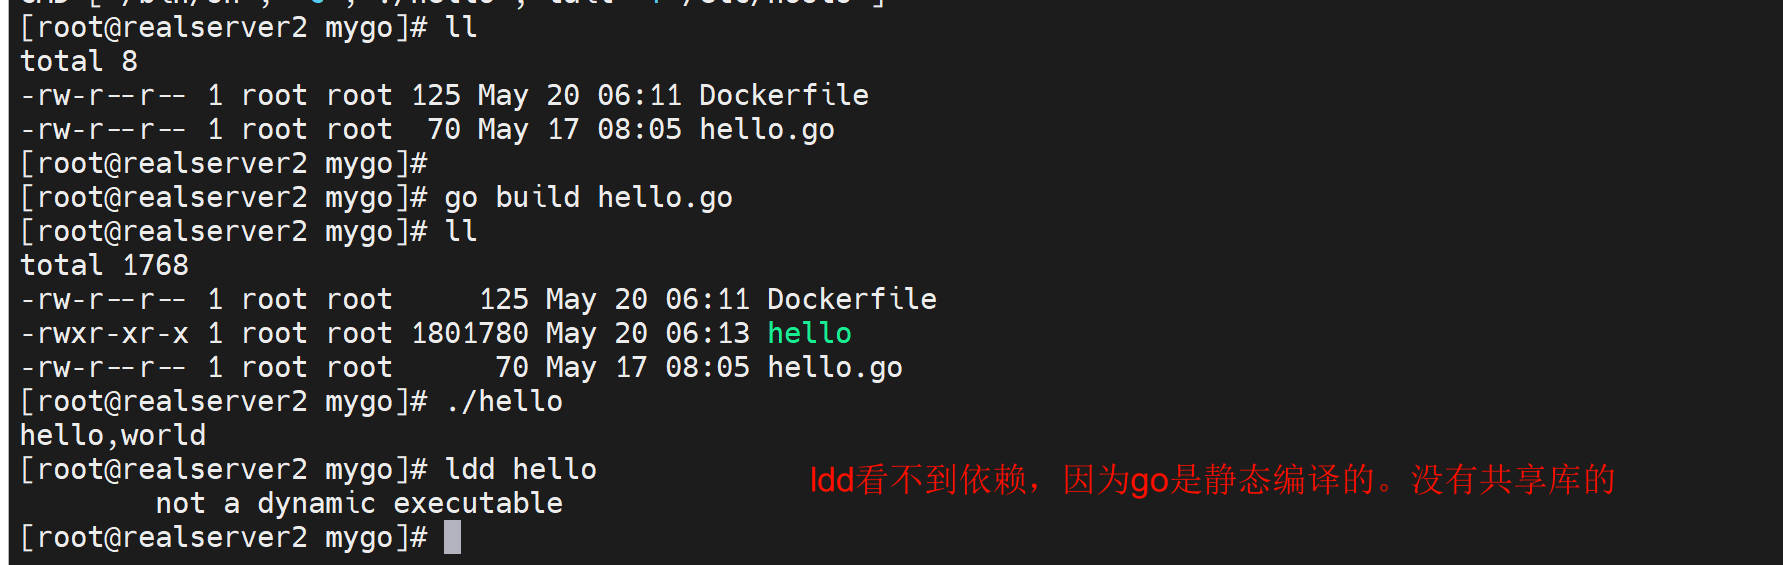 [root@realserver2 mygo]# ll
total 8
-rw-r--r-- 1 root root 125 May 20 06:11 Dockerfile
-rw-r--r-- 1 root root  70 May 17 08:05 hello.go
[root@realserver2 mygo]#
[root@realserver2 mygo]# go build hello.go
[root@realserver2 mygo]# ll
total 1768
-rw-r--r-- 1 root root     125 May 20 06:11 Dockerfile
-rwxr-xr-x 1 root root 1801780 May 20 06:13 hello
-rw-r--r-- 1 root root      70 May 17 08:05 hello.go
[root@realserver2 mygo]# ./hello
hello,world
[root@realserver2 mygo]# ldd hello
ldd看不到依赖，因为go是静态编译的。没有共享库的
        not a dynamic executable
[root@realserver2 mygo]#